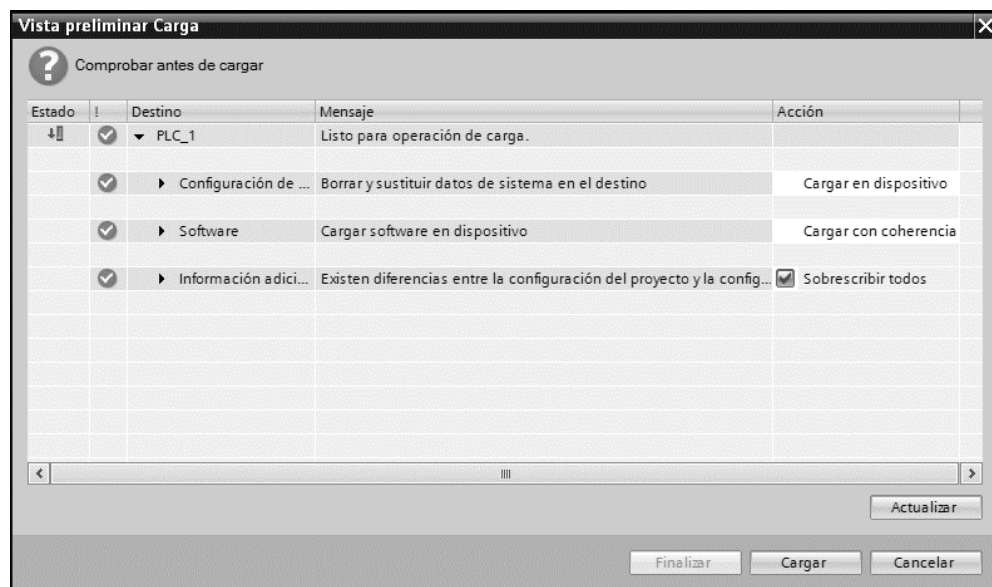 Vista preliminar Carga
Comprobar antes de cargar
Estado ! Destino Mensaje Acción
PLC_1 Listo para operación de carga.
Configuración de ... Borrar y sustituir datos de sistema en el destino Cargar en dispositivo
Software Cargar software en dispositivo Cargar con coherencia
Información adici... Existen diferencias entre la configuración del proyecto y la config... Sobrescribir todos
Actualizar
Finalizar Cargar Cancelar